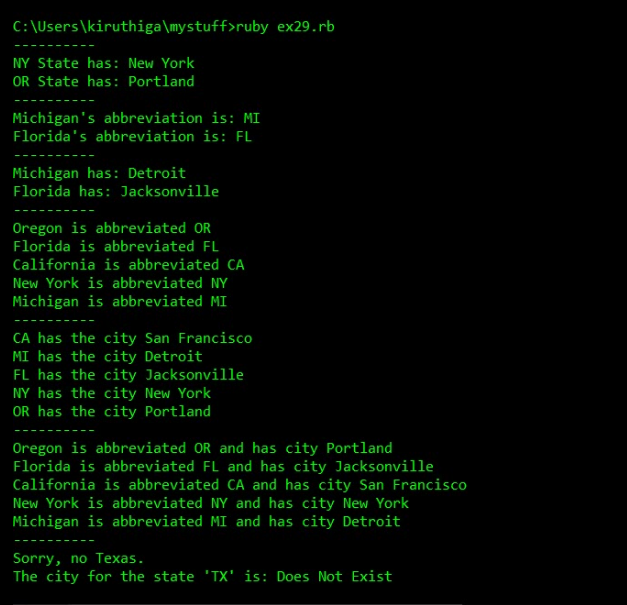 C:\Users\kiruthiga\mystuff>ruby ex29.rb
----------
NY State has: New York
OR State has: Portland
----------
Michigan's abbreviation is: MI
Florida's abbreviation is: FL
----------
Michigan has: Detroit
Florida has: Jacksonville
----------
Oregon is abbreviated OR
Florida is abbreviated FL
California is abbreviated CA
New York is abbreviated NY
Michigan is abbreviated MI
----------
CA has the city San Francisco
MI has the city Detroit
FL has the city Jacksonville
NY has the city New York
OR has the city Portland
----------
Oregon is abbreviated OR and has city Portland
Florida is abbreviated FL and has city Jacksonville
California is abbreviated CA and has city San Francisco
New York is abbreviated NY and has city New York
Michigan is abbreviated MI and has city Detroit
----------
Sorry, no Texas.
The city for the state 'TX' is: Does Not Exist